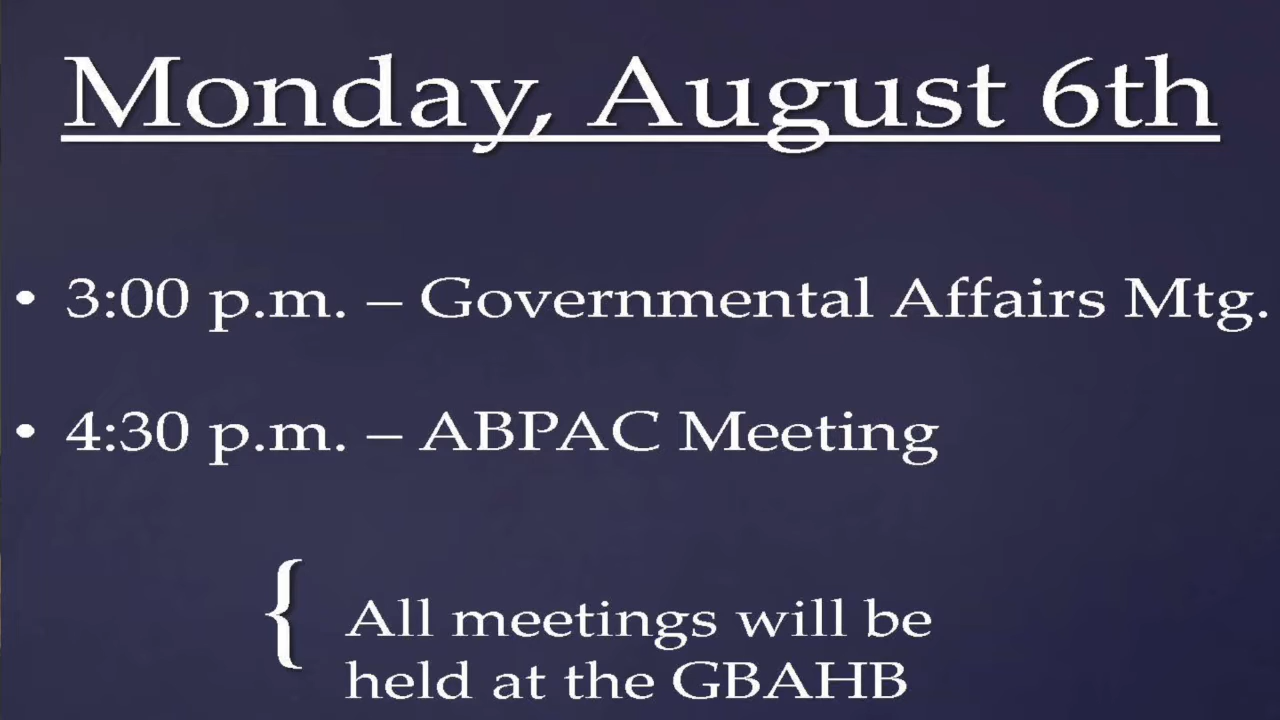 Monday, August 6th
• 3:00 p.m. – Governmental Affairs Mtg.
• 4:30 p.m. – ABPAC Meeting
{ All meetings will be
held at the GBAHB